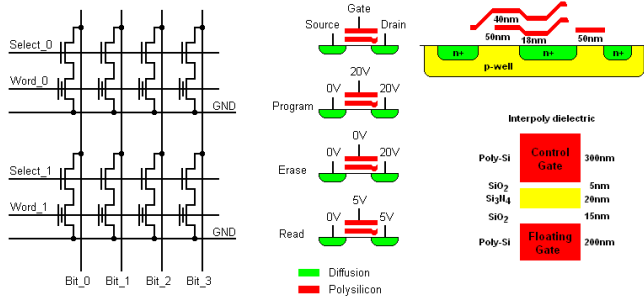 Select_0
Word_0
GND
Select_1
Word_1
GND
Bit_0 Bit_1 Bit_2 Bit_3
Gate
Source Drain
20V
0V 0V
Program
0V
0V 20V
Erase
5V
0V 5V
Read
Diffusion
Polysilicon
40nm
50nm 18nm 50nm
n+ n+ n+
p-well
Interpoly dielectric
Poly-Si Control Gate 300nm
SiO2 5nm
Si3N4 20nm
SiO2 15nm
Poly-Si Floating Gate 200nm